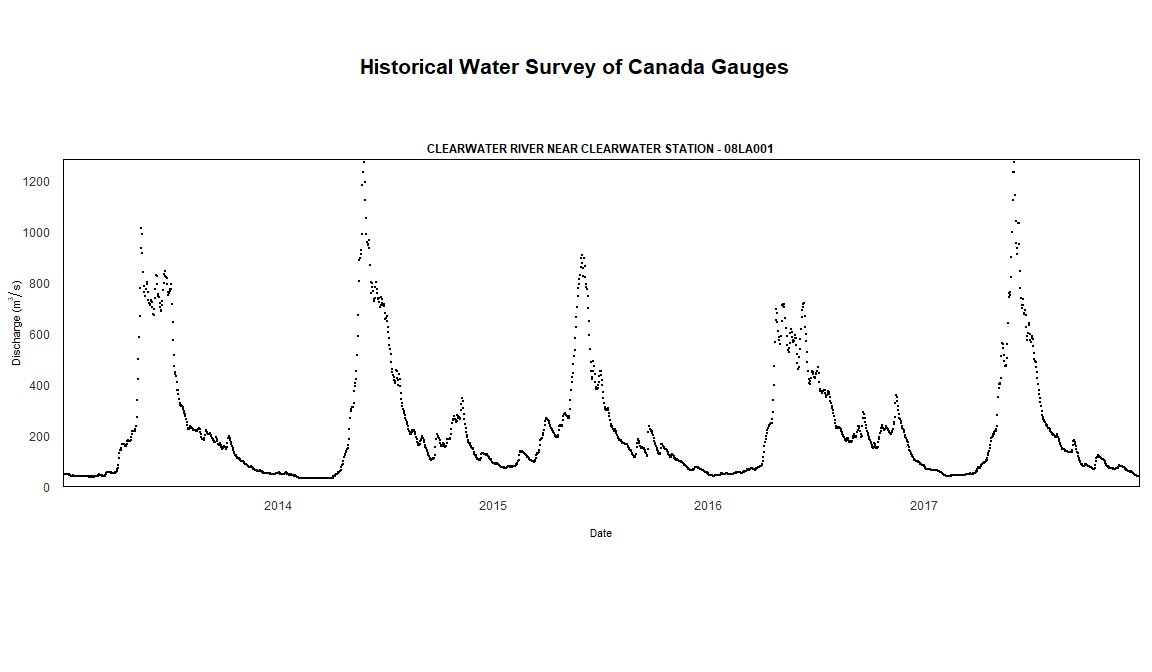 Historical Water Survey of Canada Gauges
CLEARWATER RIVER NEAR CLEARWATER STATION - 08LA001
1200
1000
800
600
400
200
0
Discharge (m³/ s)
2014 2015 2016 2017
Date